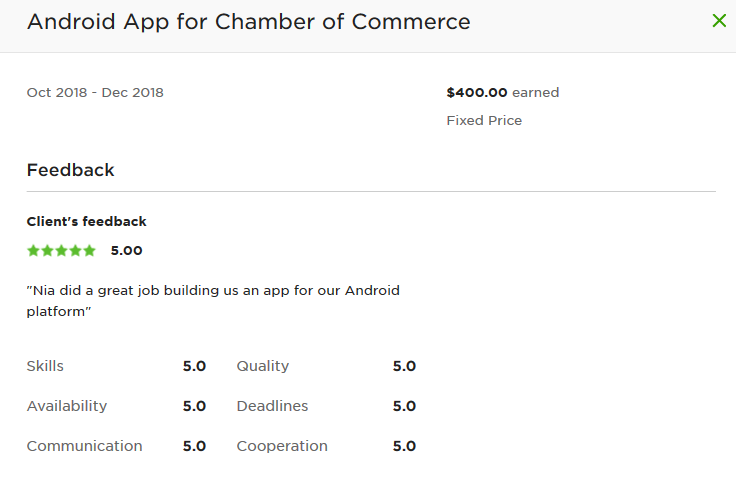 Android App for Chamber of Commerce
Oct 2018 - Dec 2018
$400.00 earned
Fixed Price
Feedback
Client's feedback
5.00
"Nia did a great job building us an app for our Android
platform"
Skills 5.0 Quality 5.0
Availability 5.0 Deadlines 5.0
Communication 5.0 Cooperation 5.0